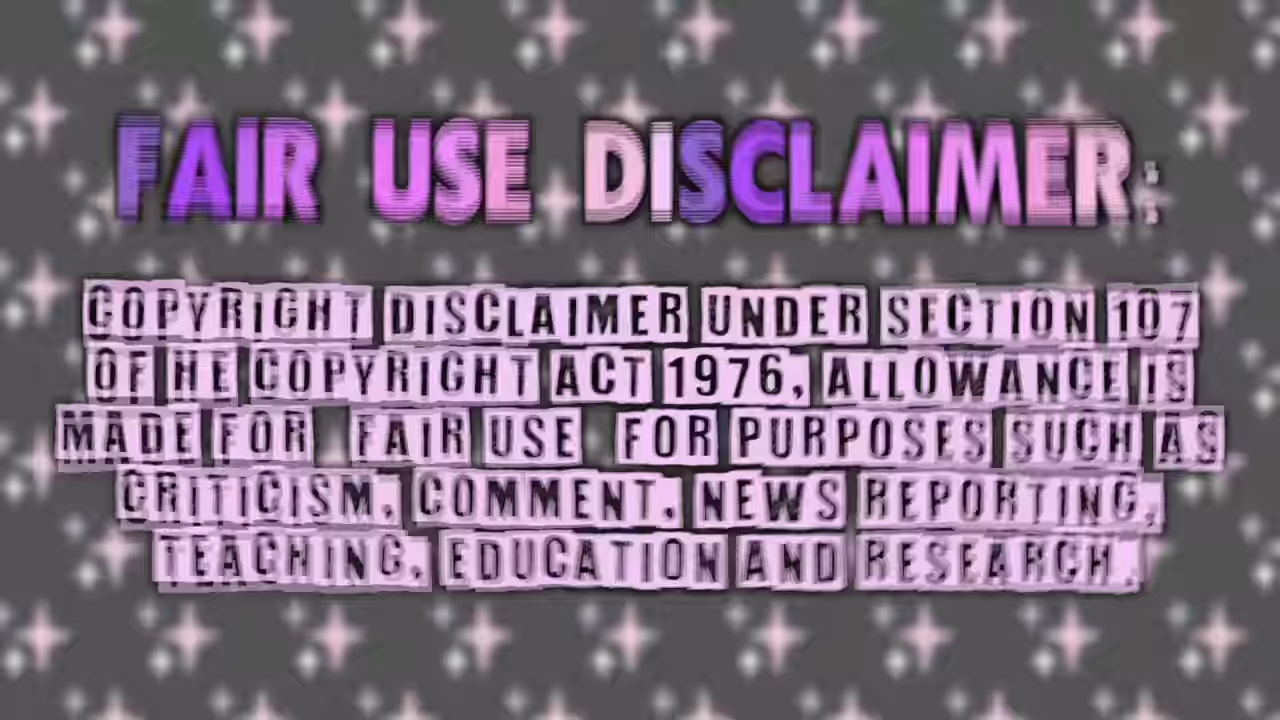 FAIR USE DISCLAIMER:
COPYRIGHT DISCLAIMER UNDER SECTION 107
OF HE COPYRIGHT ACT 1976, ALLOWANCE IS
MADE FOR FAIR USE FOR PURPOSES SUCH AS
CRITICISM, COMMENT, NEWS REPORTING,
TEACHING, EDUCATION AND RESEARCH.